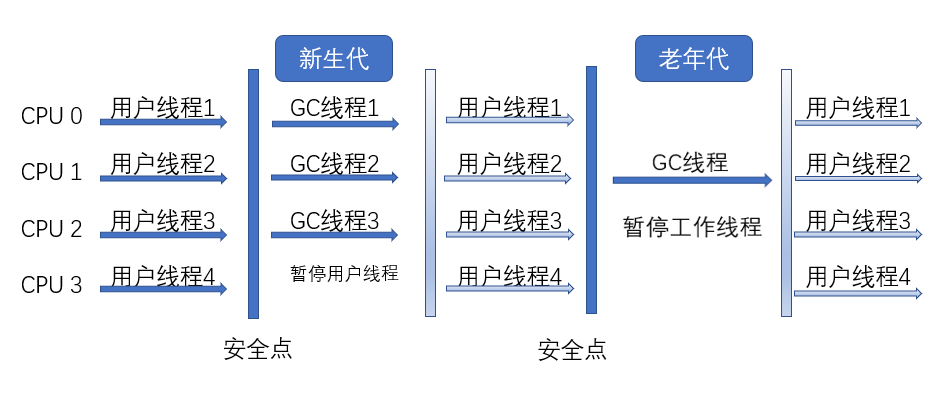 新生代
老年代
CPU 0 用户线程1 GC线程1 用户线程1 用户线程1
CPU 1 用户线程2 GC线程2 用户线程2 GC线程 用户线程2
CPU 2 用户线程3 GC线程3 用户线程3 暂停工作线程 用户线程3
CPU 3 用户线程4 暂停用户线程 用户线程4 用户线程4
安全点 安全点